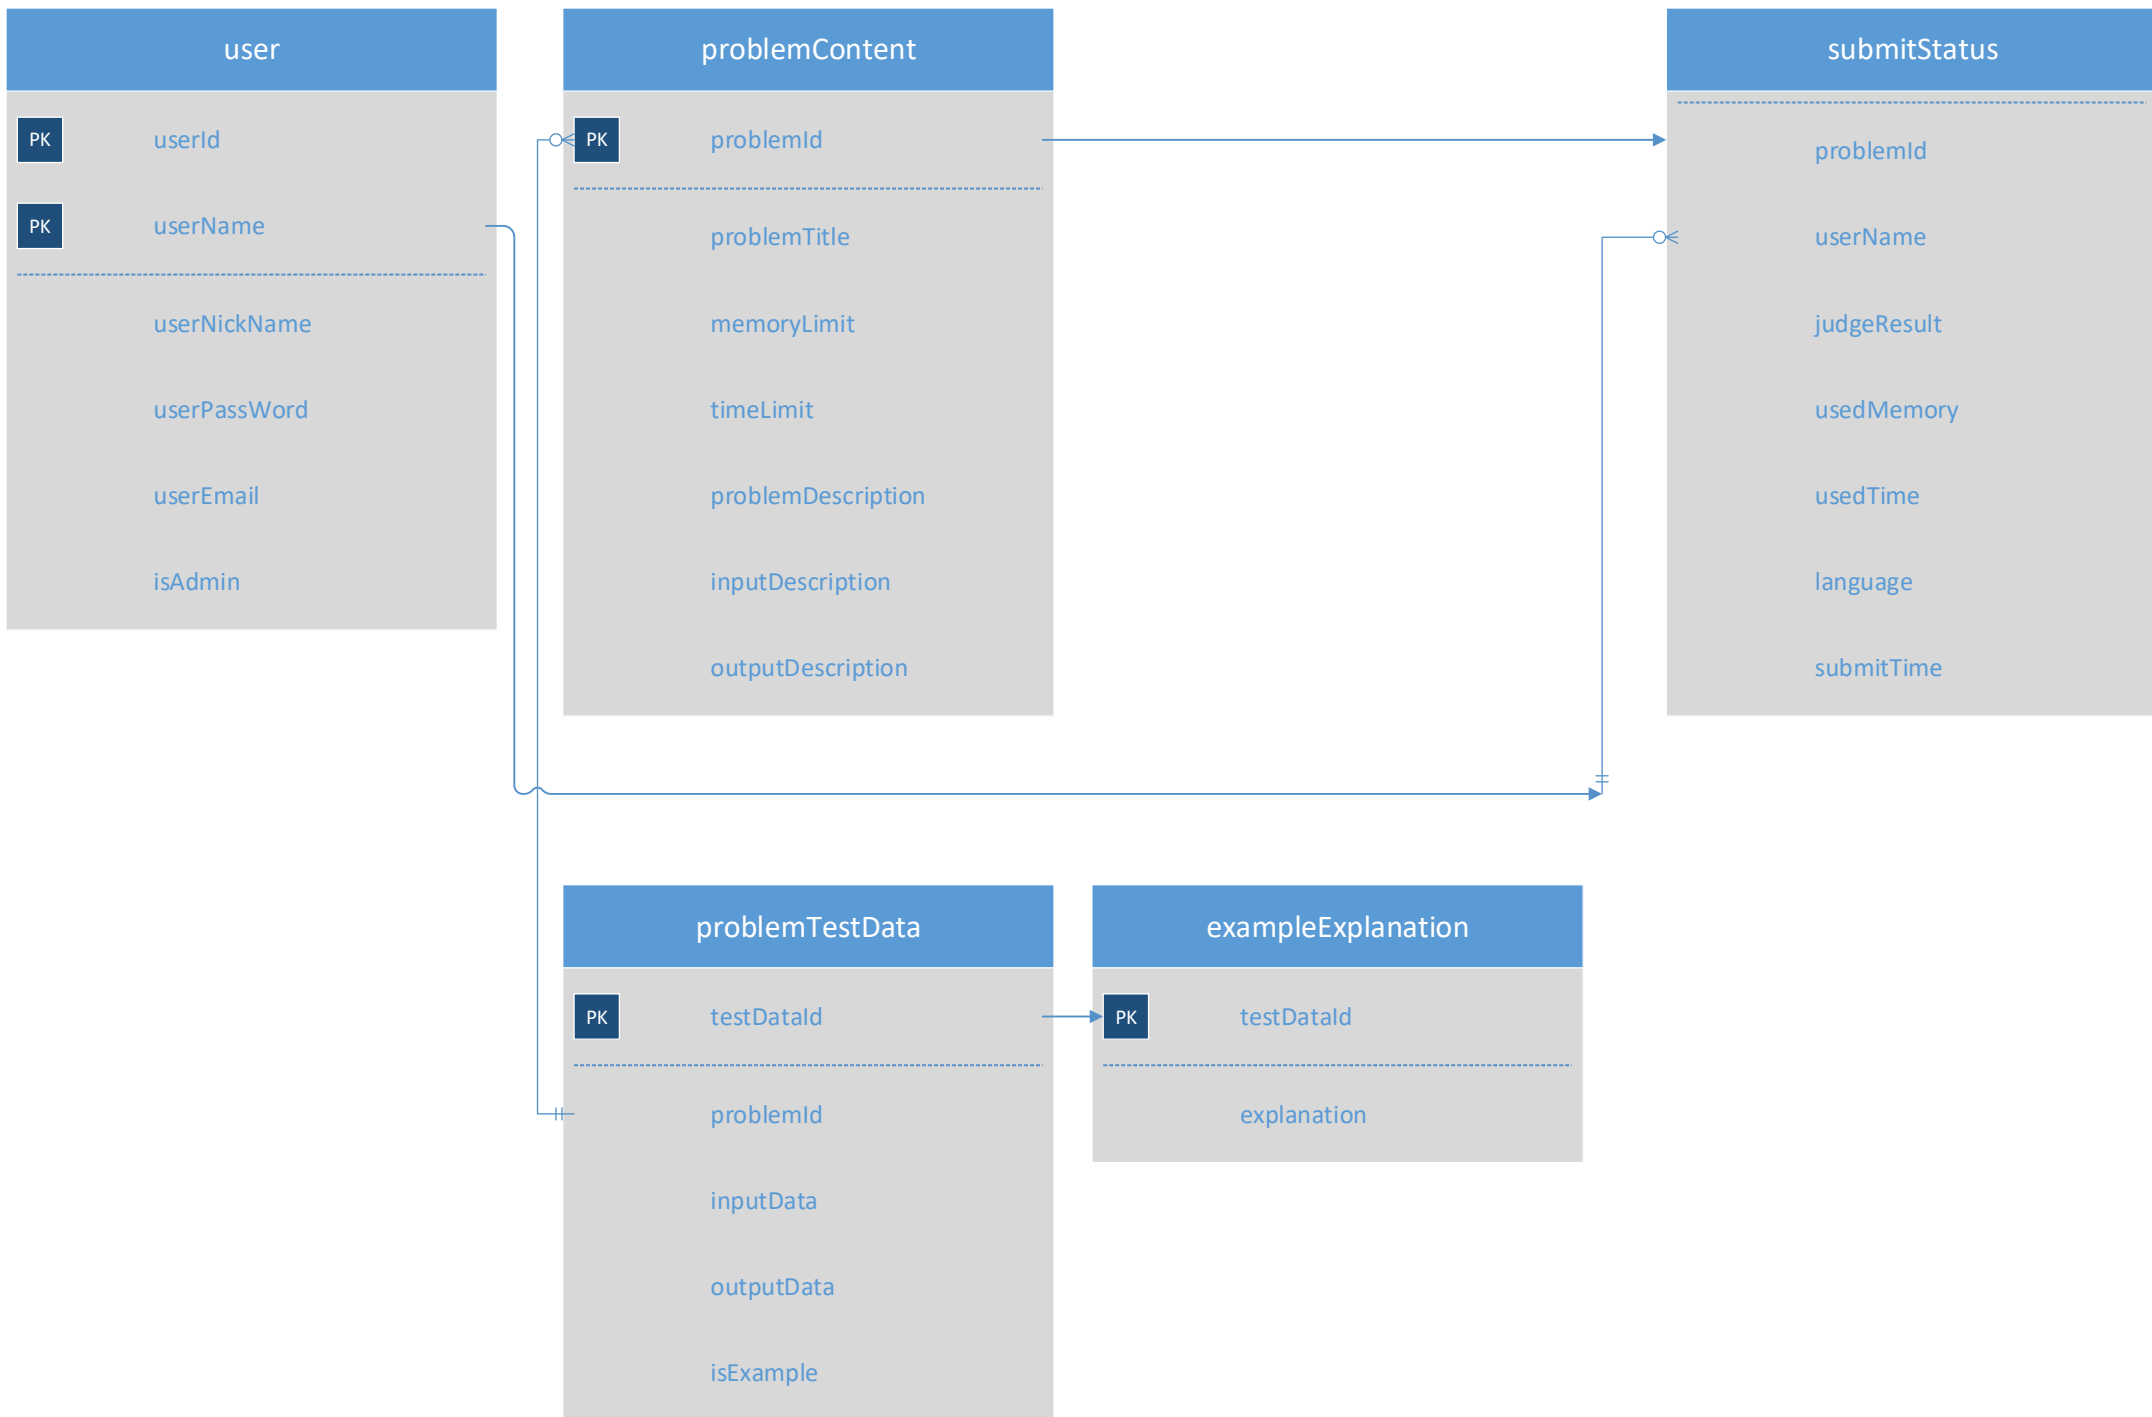 user
PK userId
PK userName
userNickName
userPassWord
userEmail
isAdmin
problemContent
PK problemId
problemTitle
memoryLimit
timeLimit
problemDescription
inputDescription
outputDescription
submitStatus
problemId
userName
judgeResult
usedMemory
usedTime
language
submitTime
problemTestData
PK testDataId
problemId
inputData
outputData
isExample
exampleExplanation
PK testDataId
explanation